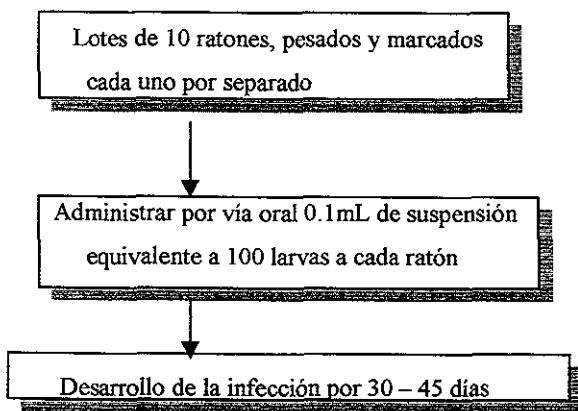 Lotes de 10 ratones, pesados y marcados
cada uno por separado
Administrar por vía oral 0.1mL de suspensión
equivalente a 100 larvas a cada ratón
Desarrollo de la infección por 30 – 45 días